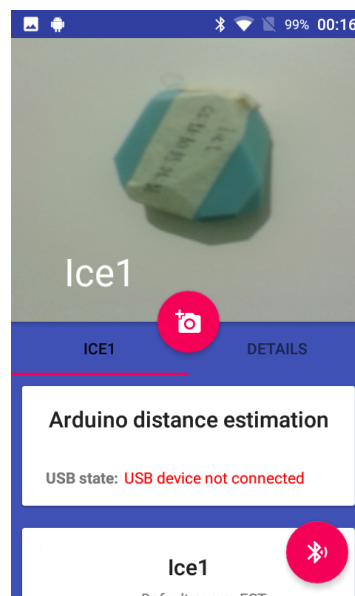 99% 00:16
Ice1
ICE1
DETAILS
Arduino distance estimation
USB state: USB device not connected
Ice1